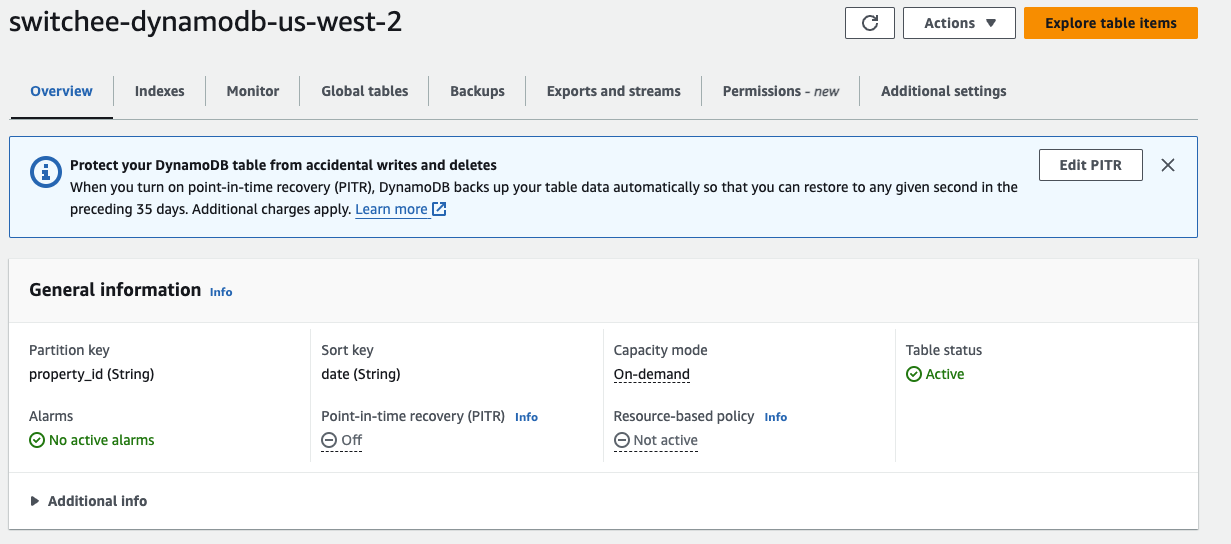 switchee-dynamodb-us-west-2
Actions
Explore table items
Overview
Indexes
Monitor
Global tables
Backups
Exports and streams
Permissions - new
Additional settings
Protect your DynamoDB table from accidental writes and deletes
When you turn on point-in-time recovery (PITR), DynamoDB backs up your table data automatically so that you can restore to any given second in the
preceding 35 days. Additional charges apply. Learn more
Edit PITR
General information Info
Partition key
property_id (String)
Sort key
date (String)
Capacity mode
On-demand
Table status
Active
Alarms
No active alarms
Point-in-time recovery (PITR) Info
Off
Resource-based policy Info
Not active
Additional info